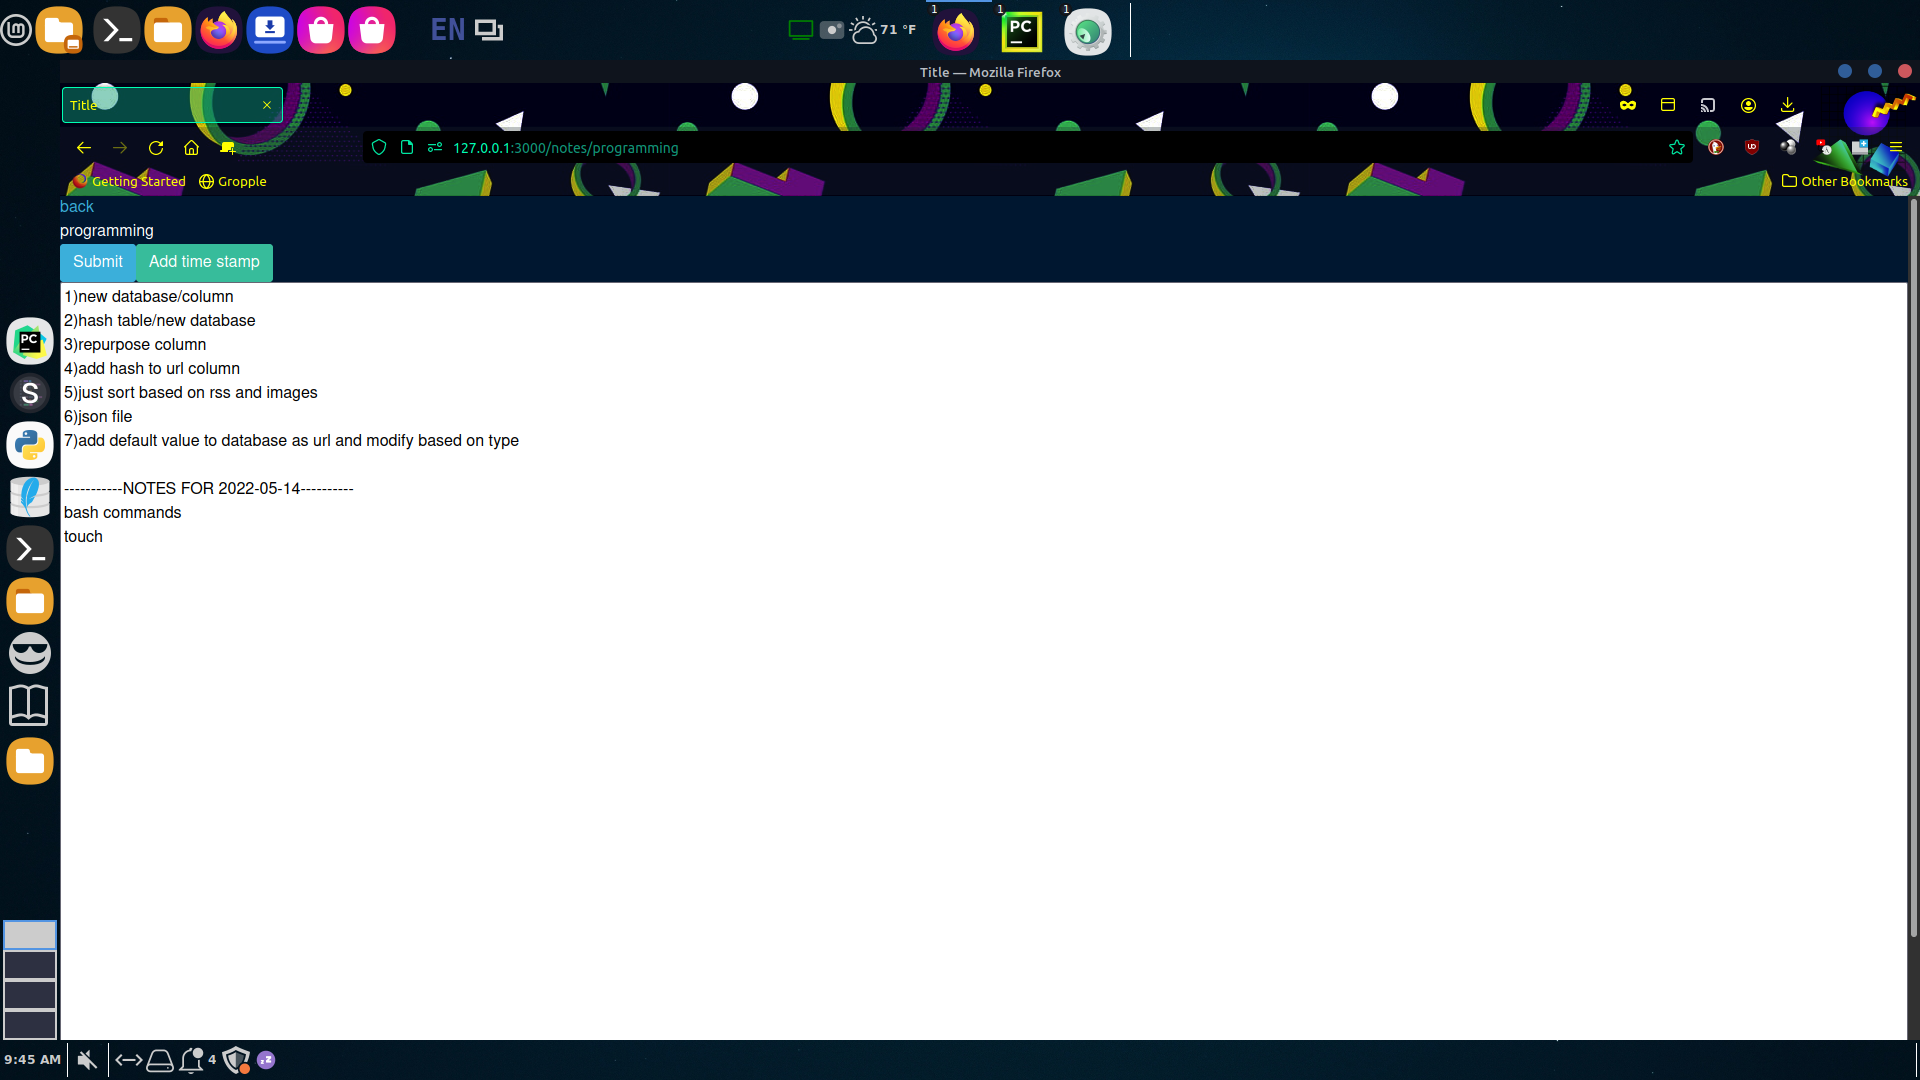 EN
71 °F
1
1
1
PC
Title — Mozilla Firefox
Title
127.0.0.1:3000/notes/programming
Getting Started
Gropple
Other Bookmarks
back
programming
Submit
Add time stamp
1)new database/column
2)hash table/new database
3)repurpose column
4)add hash to url column
5)just sort based on rss and images
6)json file
7)add default value to database as url and modify based on type
-----------NOTES FOR 2022-05-14----------
bash commands
touch
PC
S
9:45 AM
4